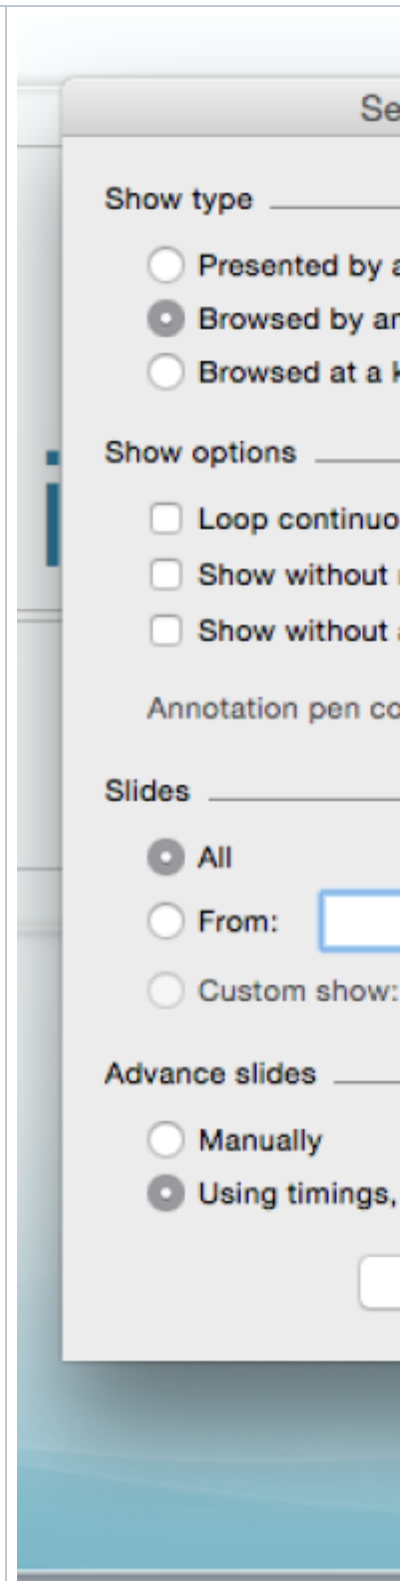 Se
Show type
Presented by a
Browsed by an
Browsed at a k
Show options
Loop continuo
Show without
Show without
Annotation pen co
Slides
All
From:
Custom show:
Advance slides
Manually
Using timings,